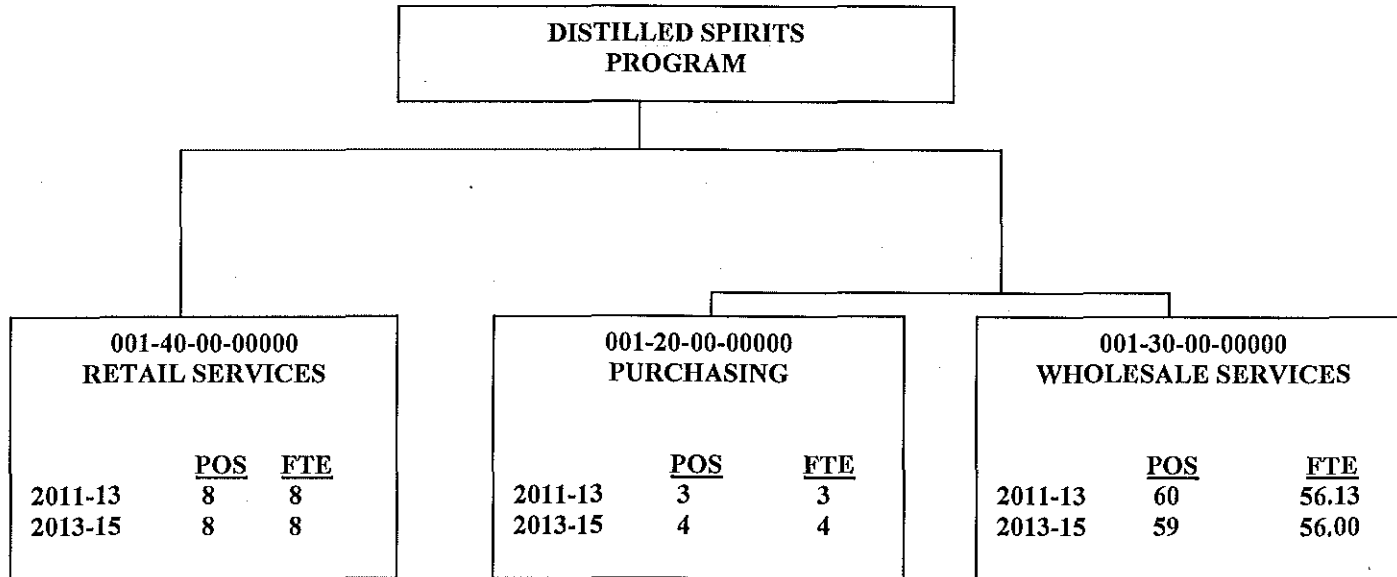 DISTILLED SPIRITS
PROGRAM
001-40-00-00000
RETAIL SERVICES
POS FTE
2011-13 8 8
2013-15 8 8
001-20-00-00000
PURCHASING
POS FTE
2011-13 3 3
2013-15 4 4
001-30-00-00000
WHOLESALE SERVICES
POS FTE
2011-13 60 56.13
2013-15 59 56.00